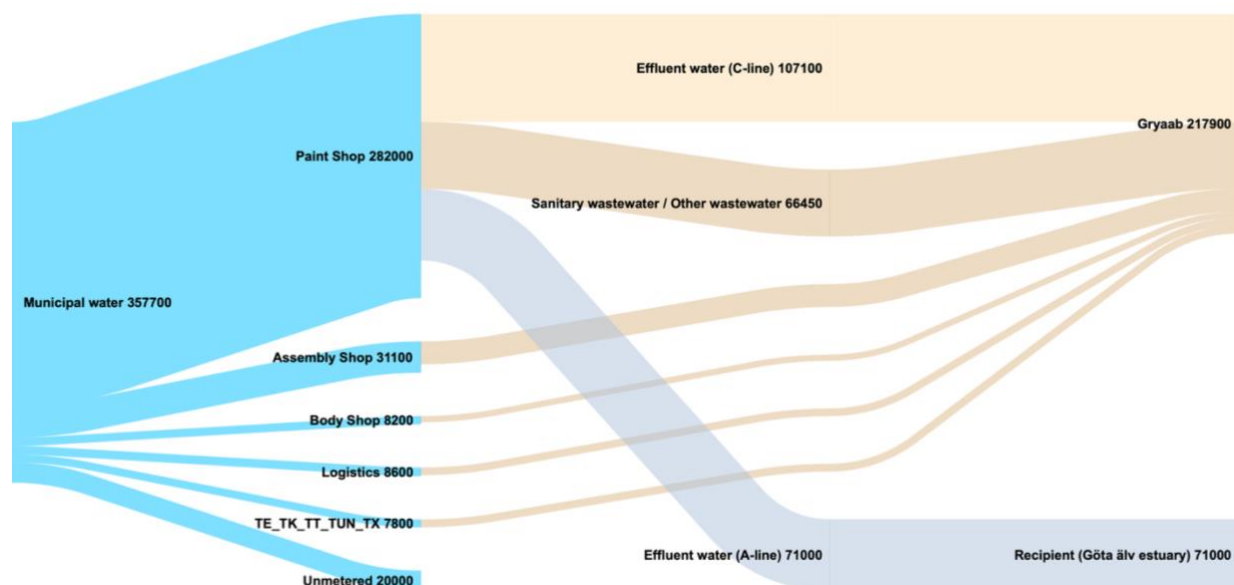 Effluent water (C-line) 107100
Gryaab 217900
Paint Shop 282000
Sanitary wastewater / Other wastewater 66450
Municipal water 357700
Assembly Shop 31100
Body Shop 8200
Logistics 8600
TE_TK_TT_TUN_TX 7800
Effluent water (A-line) 71000
Recipient (Göta älv estuary) 71000
Unmetered 20000